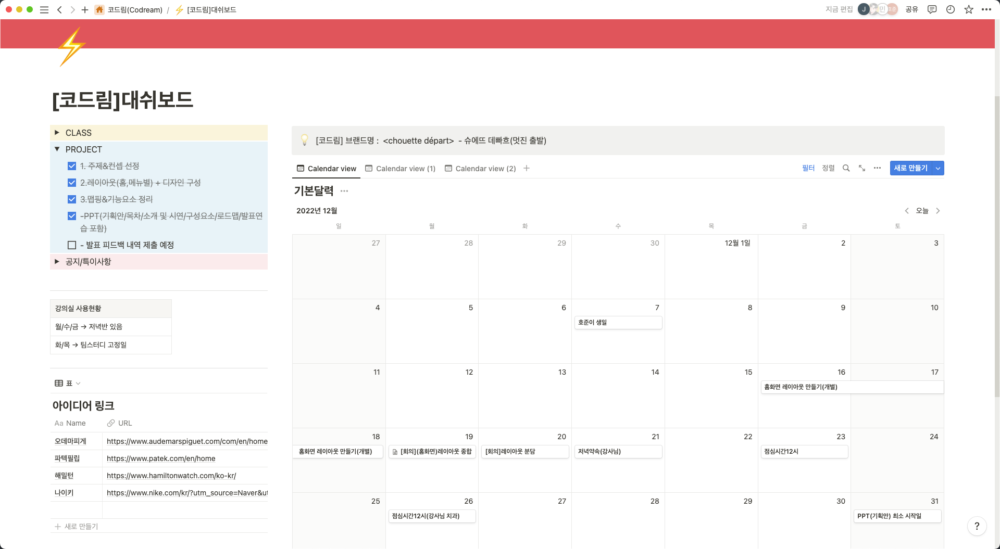 코드림(Codream) / [코드림]대쉬보드
지금 편집 J 민 호준 공유
[코드림]대쉬보드
CLASS
PROJECT
1. 주제&컨셉 선정
2.레이아웃(홈,메뉴별) + 디자인 구성
3.맵핑&기능요소 정리
-PPT(기획안/목차/소개 및 시연/구성요소/로드맵/발표연
습 포함)
- 발표 피드백 내역 제출 예정
공지/특이사항
강의실 사용현황
월/수/금 → 저녁반 있음
화/목 → 팀스터디 고정일
표
아이디어 링크
Aa Name URL
오데마피게 https://www.audemarspiguet.com/com/en/home
파텍필립 https://www.patek.com/en/home
해밀턴 https://www.hamiltonwatch.com/ko-kr/
나이키 https://www.nike.com/kr/?utm_source=Naver&ut
새로 만들기
[코드림] 브랜드명 : <chouette départ> - 슈에뜨 데빠흐(멋진 출발)
Calendar view Calendar view (1) Calendar view (2)
필터 정렬 새로 만들기
기본달력
2022년 12월
오늘
일 월 화 수 목 금 토
27 28 29 30 12월 1일 2 3
4 5 6 7 8 9 10
호준이 생일
11 12 13 14 15 16 17
홈화면 레이아웃 만들기(개별)
18 19 20 21 22 23 24
홈화면 레이아웃 만들기(개별) [회의](홈화면)레이아웃 종합 [회의]레이아웃 분담 저녁약속(강사님) 점심시간12시
25 26 27 28 29 30 31
점심시간12시(강사님 치과) PPT(기획안) 최소 시작일
?